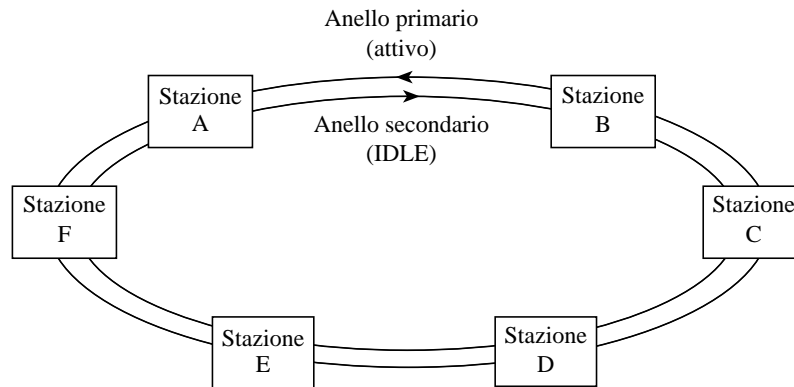 Anello primario
(attivo)
Stazione
A
Stazione
B
Anello secondario
(IDLE)
Stazione
F
Stazione
C
Stazione
E
Stazione
D